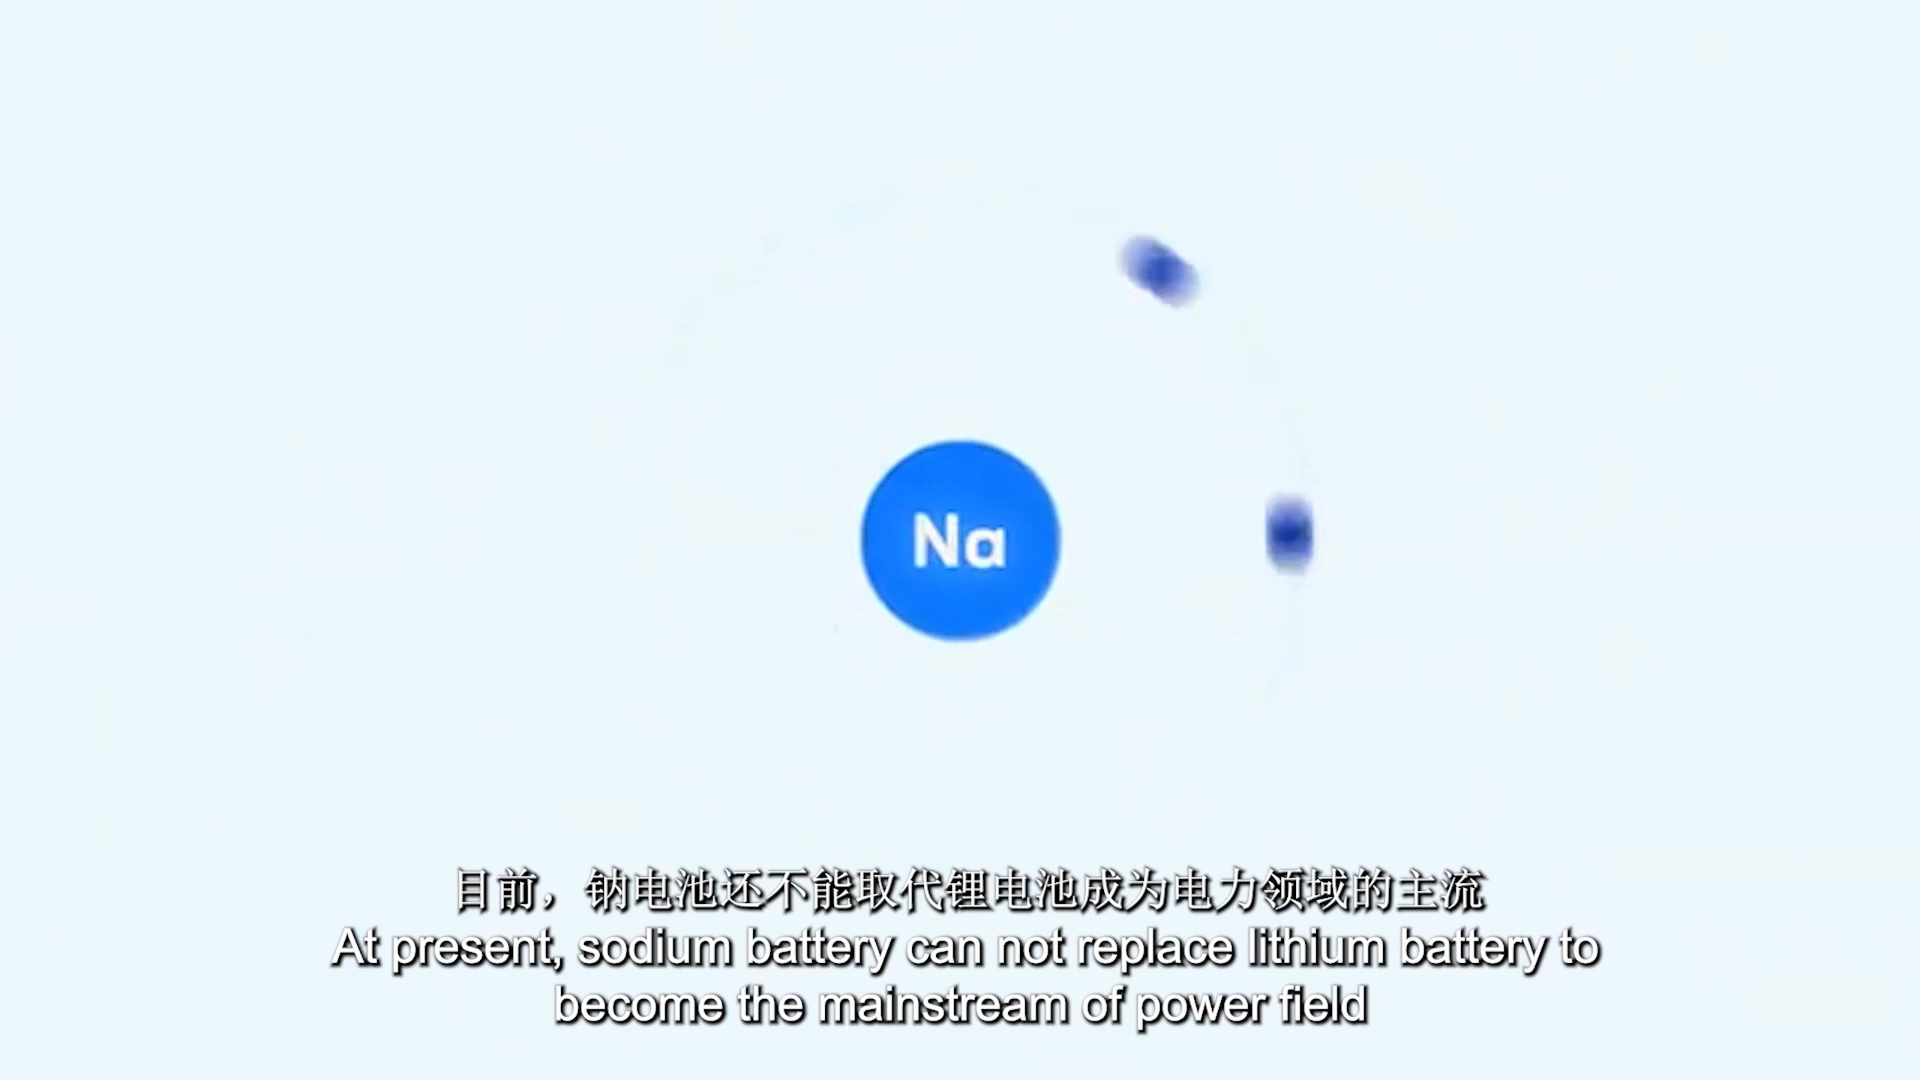 Na
目前，钠电池还不能取代锂电池成为电力领域的主流
At present, sodium battery can not replace lithium battery to
become the mainstream of power field